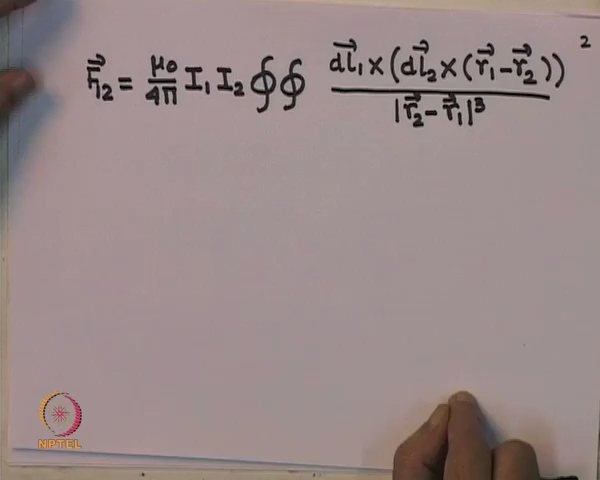 2
F⃗₁₂ = μ₀/4π I₁ I₂ ∮∮ dl⃗₁ × (dl⃗₂ × (r⃗₁ − r⃗₂)) / |r⃗₂ − r⃗₁|³
NPTEL